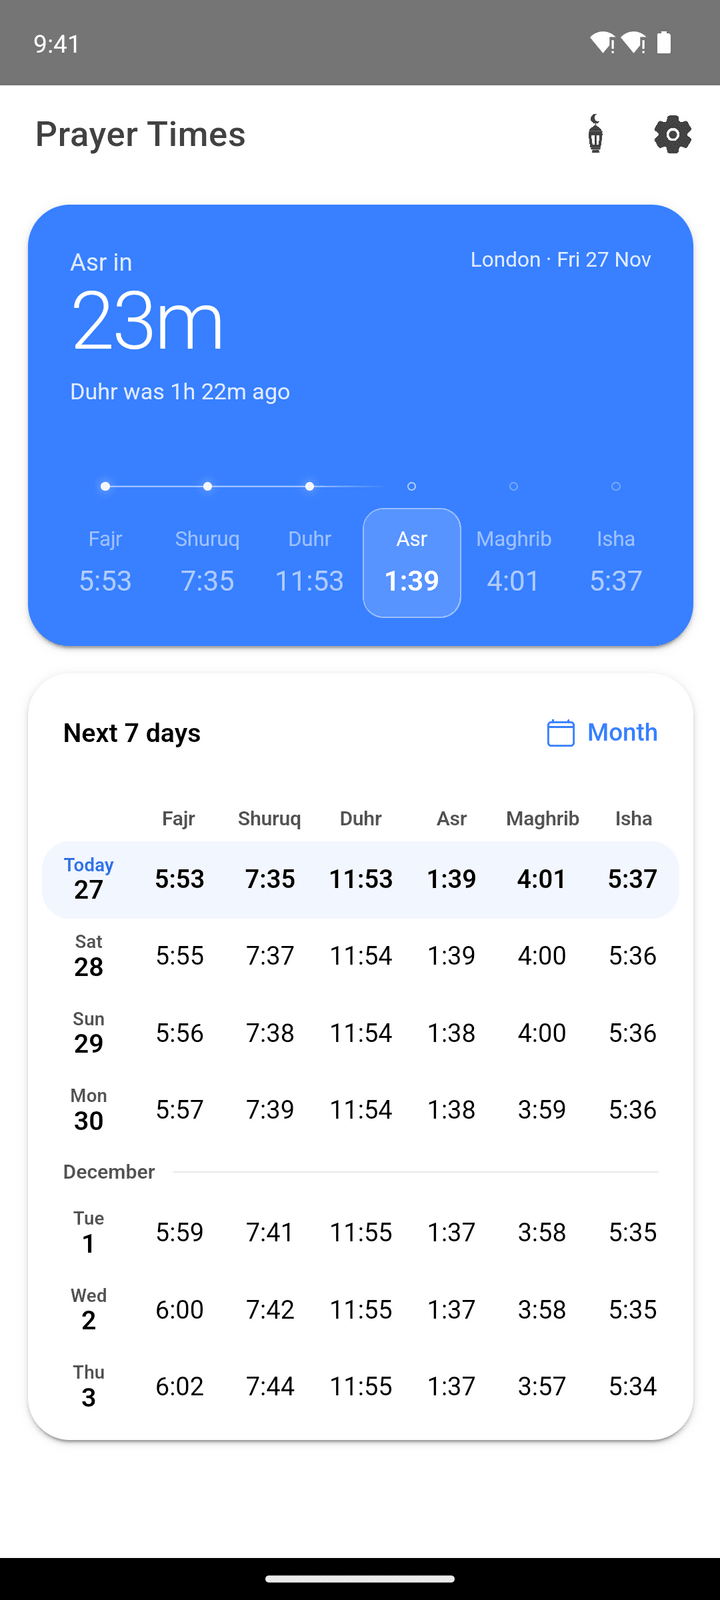 9:41
Prayer Times
Asr in
London · Fri 27 Nov
23m
Duhr was 1h 22m ago
Fajr Shuruq Duhr Asr Maghrib Isha
5:53 7:35 11:53 1:39 4:01 5:37
Next 7 days Month
Fajr Shuruq Duhr Asr Maghrib Isha
Today
27 5:53 7:35 11:53 1:39 4:01 5:37
Sat
28 5:55 7:37 11:54 1:39 4:00 5:36
Sun
29 5:56 7:38 11:54 1:38 4:00 5:36
Mon
30 5:57 7:39 11:54 1:38 3:59 5:36
December
Tue
1 5:59 7:41 11:55 1:37 3:58 5:35
Wed
2 6:00 7:42 11:55 1:37 3:58 5:35
Thu
3 6:02 7:44 11:55 1:37 3:57 5:34